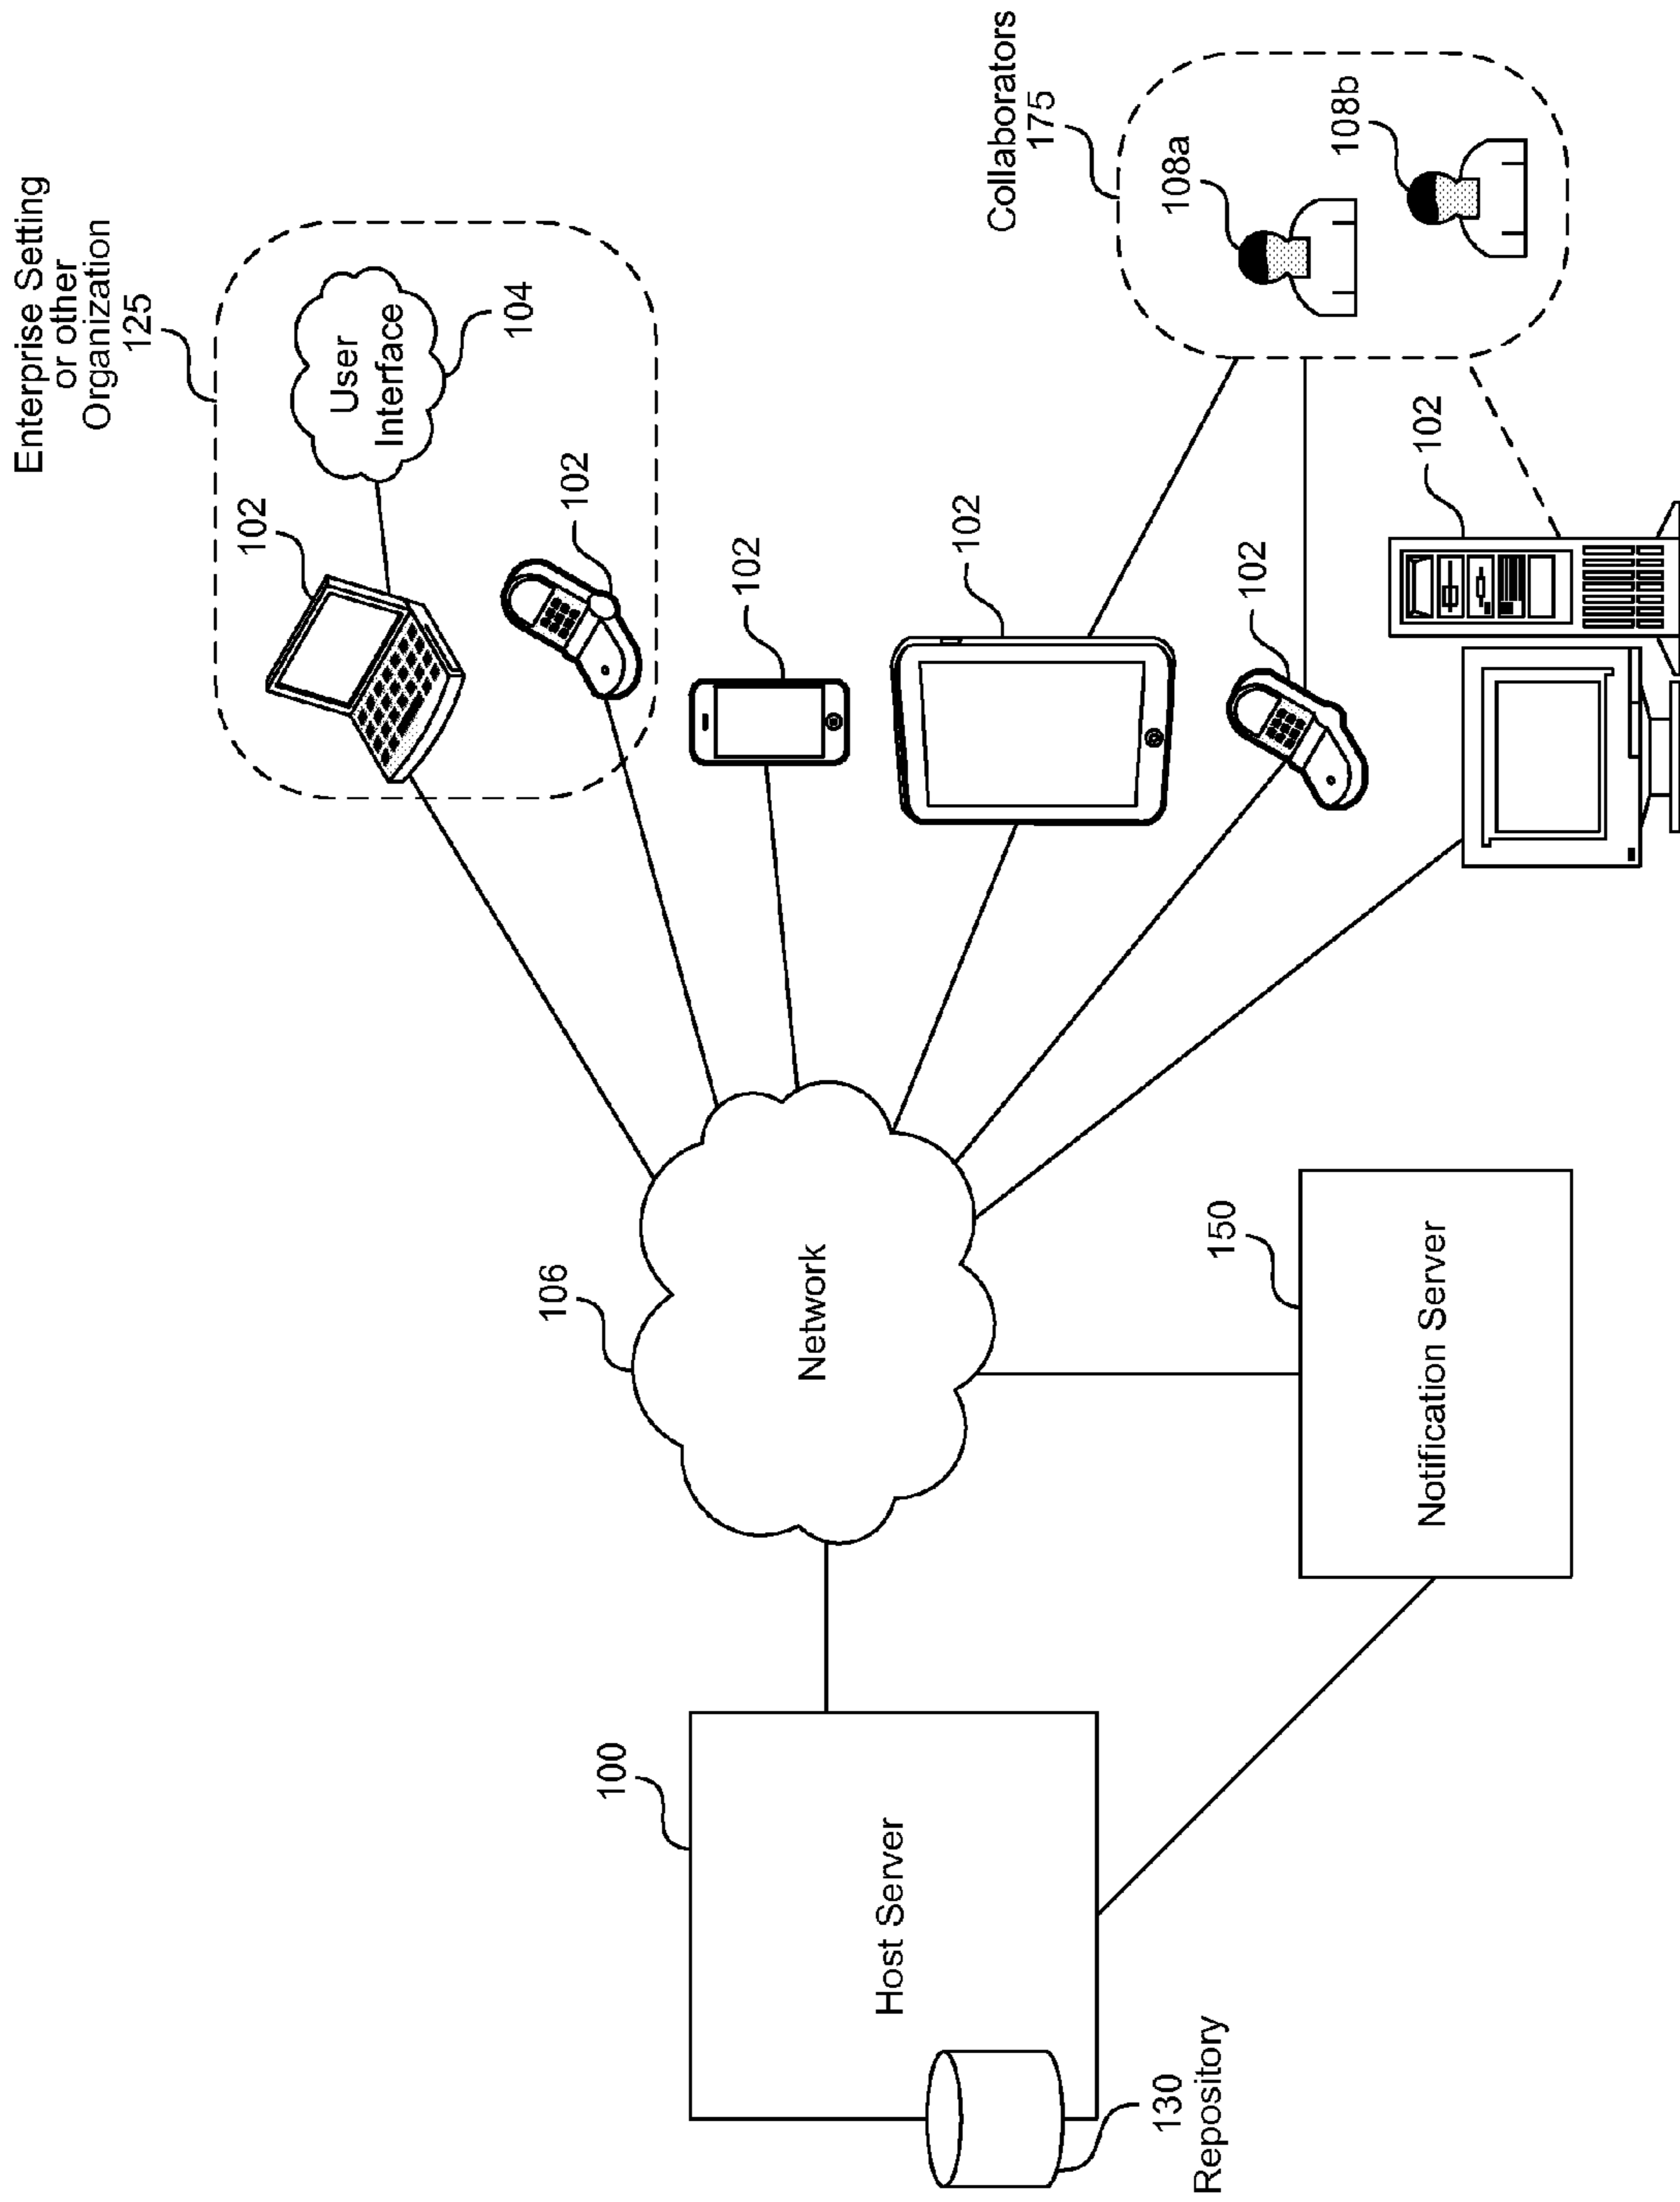 Enterprise Setting
or other
Organization
125
102
User
Interface
104
102
102
102
102
102
Collaborators
175
108a
108b
106
Network
100
Host Server
130
Repository
150
Notification Server